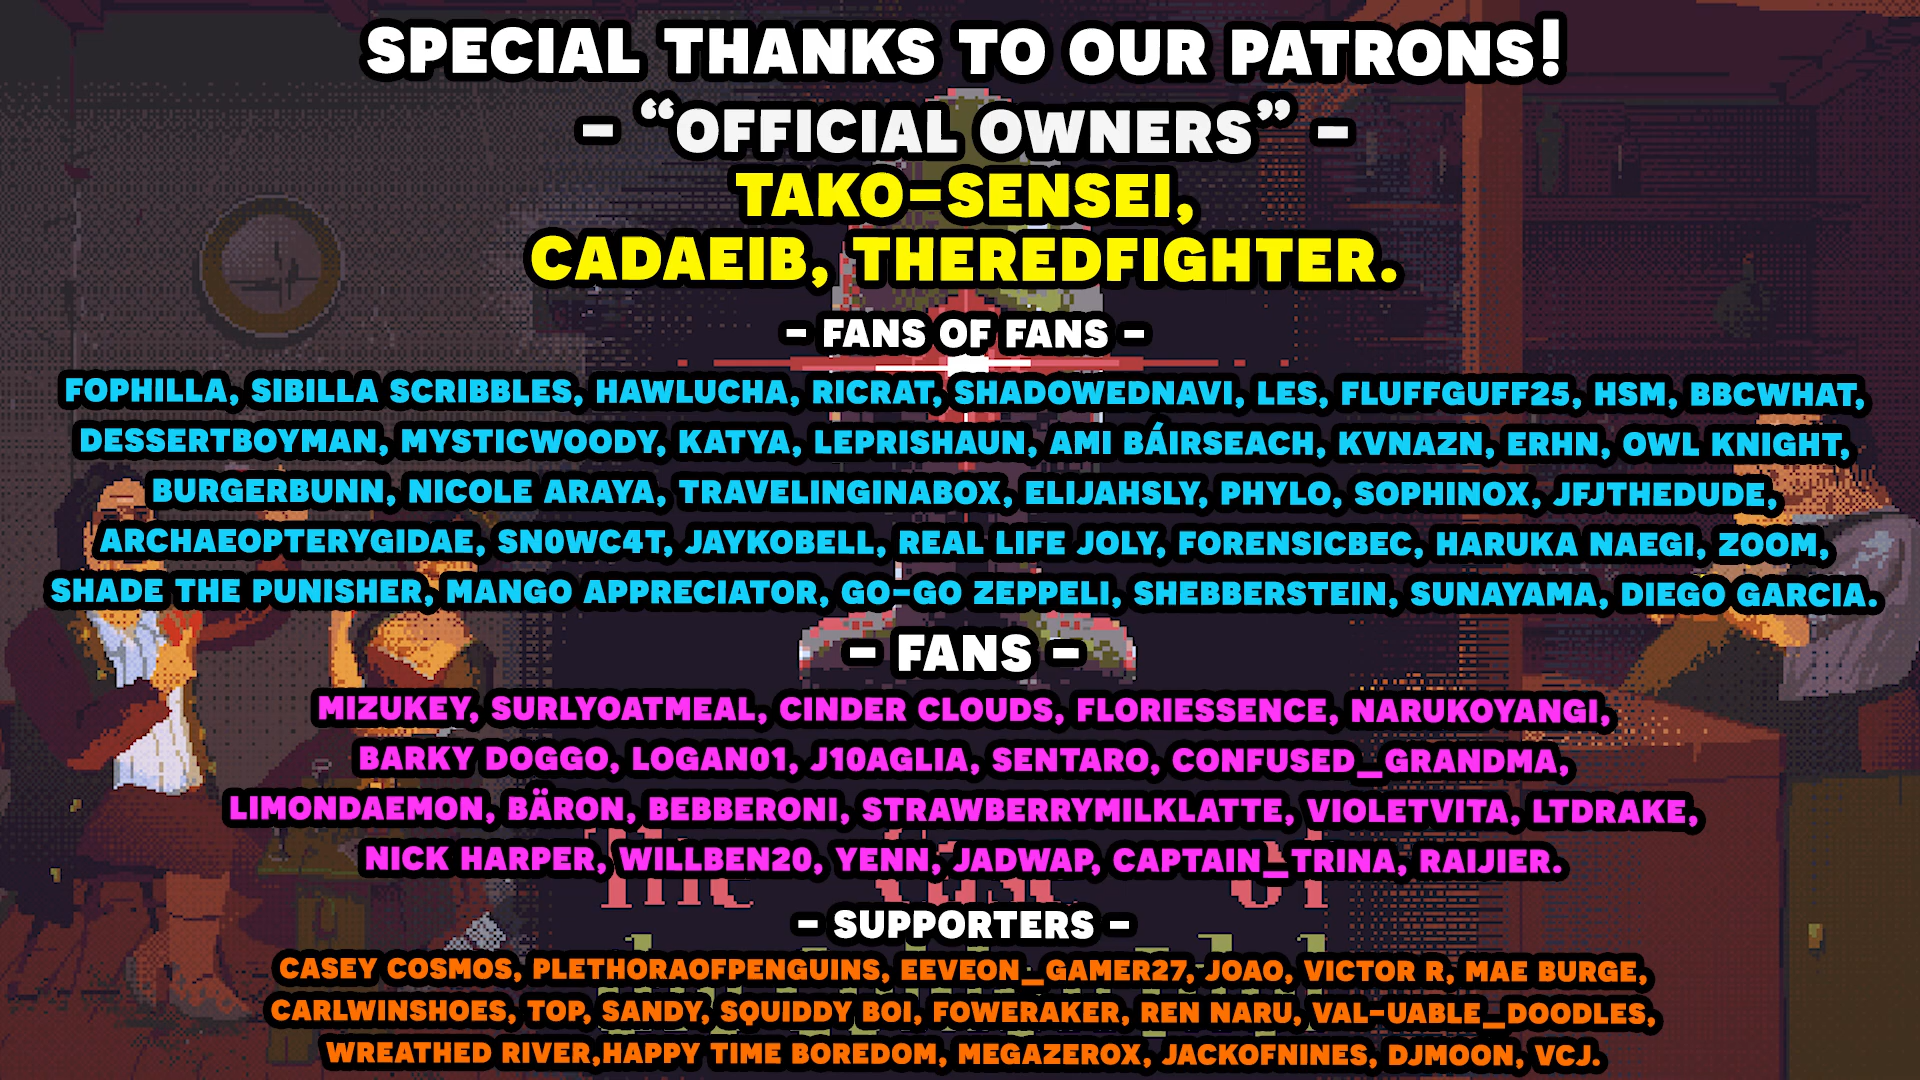 SPECIAL THANKS TO OUR PATRONS!
- “OFFICIAL OWNERS” -
TAKO-SENSEI,
CADAEIB, THEREDFIGHTER.
- FANS OF FANS -
FOPHILLA, SIBILLA SCRIBBLES, HAWLUCHA, RICRAT, SHADOWEDNAVI, LES, FLUFFGUFF25, HSM, BBCWHAT,
DESSERTBOYMAN, MYSTICWOODY, KATYA, LEPRISHAUN, AMI BÁIRSEACH, KVNAZN, ERHN, OWL KNIGHT,
BURGERBUNN, NICOLE ARAYA, TRAVELINGINABOX, ELIJAHSLY, PHYLO, SOPHINOX, JFJTHEDUDE,
ARCHAEOPTERYGIDAE, SN0WC4T, JAYKOBELL, REAL LIFE JOLY, FORENSICBEC, HARUKA NAEGI, ZOOM,
SHADE THE PUNISHER, MANGO APPRECIATOR, GO-GO ZEPPELI, SHEBBERSTEIN, SUNAYAMA, DIEGO GARCIA.
- FANS -
MIZUKEY, SURLYOATMEAL, CINDER CLOUDS, FLORIESSENCE, NARUKOYANGI,
BARKY DOGGO, LOGAN01, J10AGLIA, SENTARO, CONFUSED_GRANDMA,
LIMONDAEMON, BÄRON, BEBBERONI, STRAWBERRYMILKLATTE, VIOLETVITA, LTDRAKE,
NICK HARPER, WILLBEN20, YENN, JADWAP, CAPTAIN_TRINA, RAIJIER.
The Case of
- SUPPORTERS -
CASEY COSMOS, PLETHORAOFPENGUINS, EEVEON_GAMER27, JOAO, VICTOR R, MAE BURGE,
CARLWINSHOES, TOP, SANDY, SQUIDDY BOI, FOWERAKER, REN NARU, VAL-UABLE_DOODLES,
WREATHED RIVER,HAPPY TIME BOREDOM, MEGAZEROX, JACKOFNINES, DJMOON, VCJ.